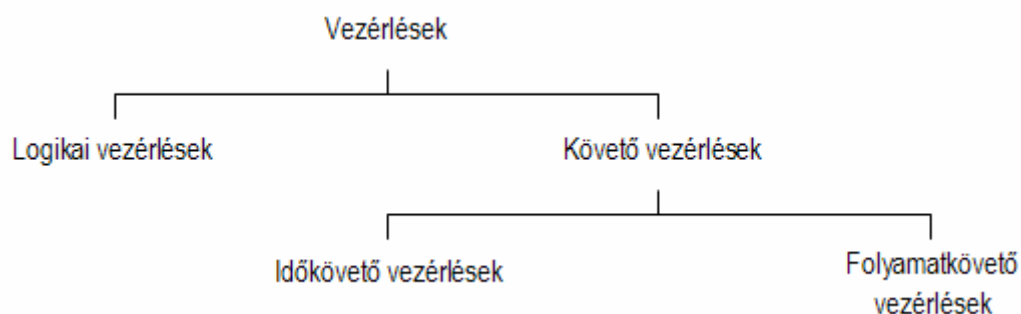 Vezérlések
Logikai vezérlések
Követő vezérlések
Időkövető vezérlések
Folyamatkövető
vezérlések